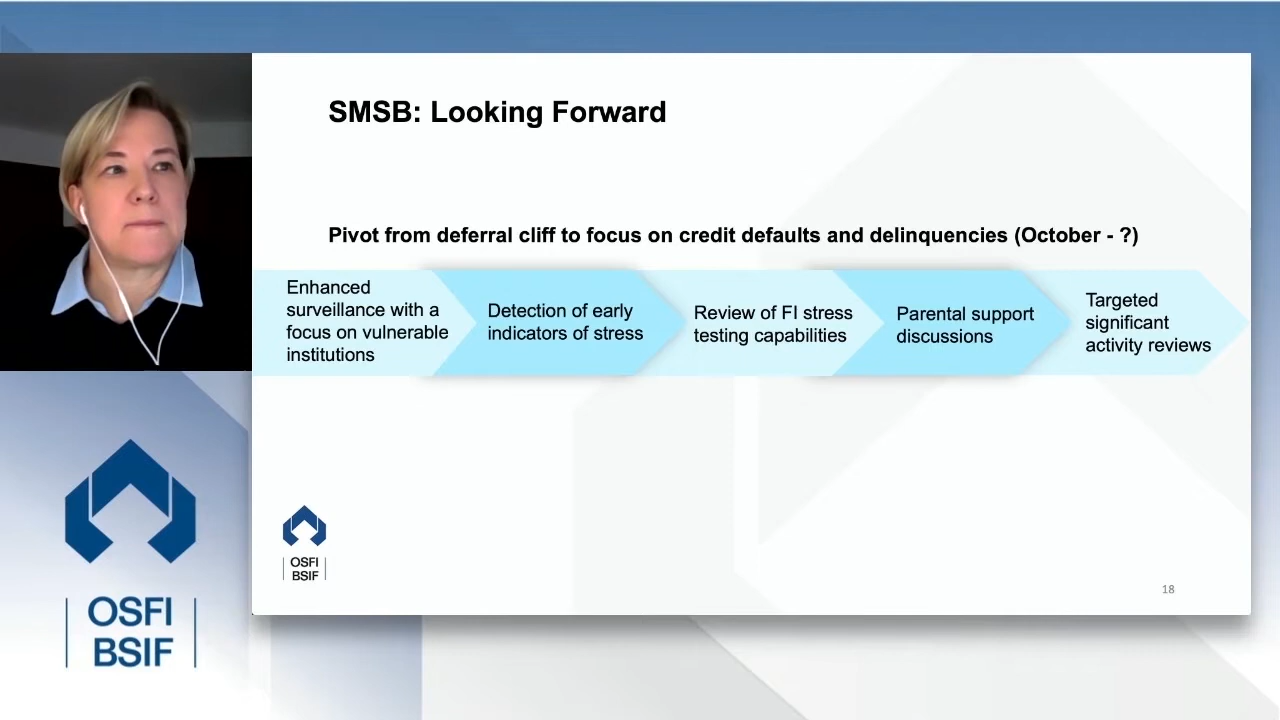 SMSB: Looking Forward
Pivot from deferral cliff to focus on credit defaults and delinquencies (October - ?)
Enhanced
surveillance with a
focus on vulnerable
institutions
Detection of early
indicators of stress
Review of FI stress
testing capabilities
Parental support
discussions
Targeted
significant
activity reviews
OSFI
BSIF
18
OSFI
BSIF